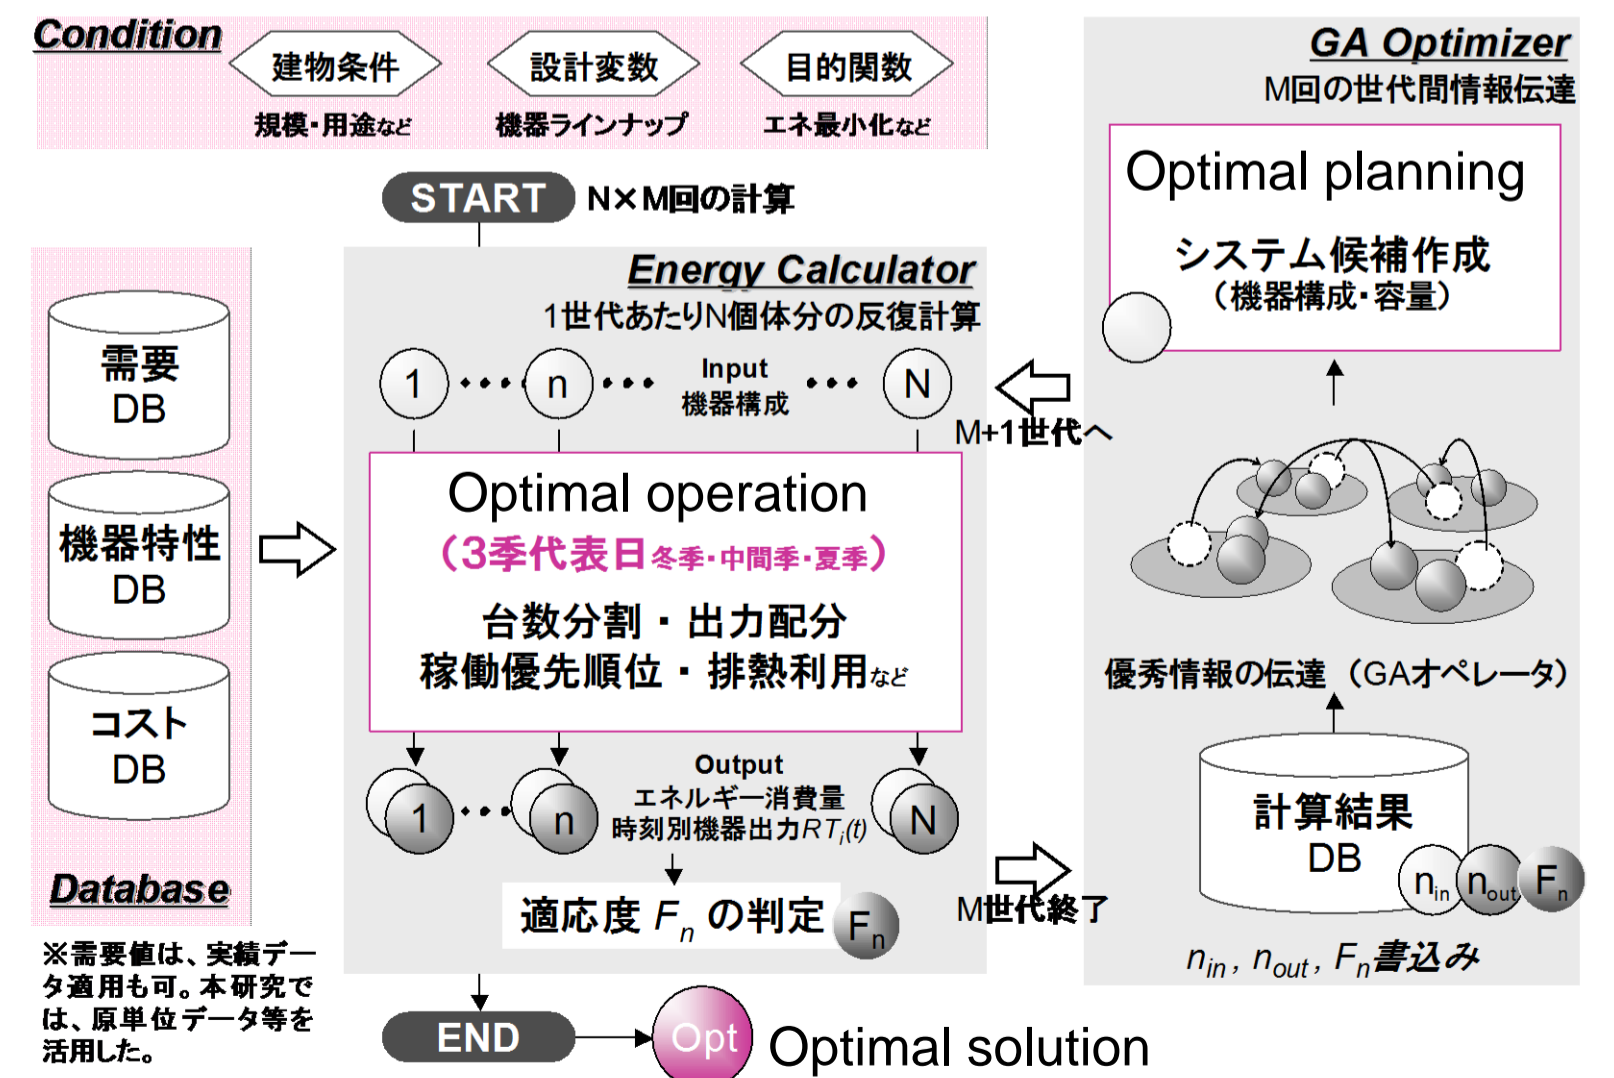 Condition
建物条件
設計変数
目的関数
規模・用途など
機器ラインナップ
エネ最小化など
START
N×M回の計算
Database
需要
DB
機器特性
DB
コスト
DB
※需要値は、実績デー
タ適用も可。本研究で
は、原単位データ等を
活用した。
Energy Calculator
1世代あたりN個体分の反復計算
1 ・・・・ n ・・・ Input ・・・ N
機器構成
Optimal operation
(3季代表日冬季・中間季・夏季)
台数分割・出力配分
稼働優先順位・排熱利用など
Output
エネルギー消費量
1 ・・・ n 時刻別機器出力RTi(t) N
適応度 Fn の判定 Fn
M+1世代へ
M世代終了
GA Optimizer
M回の世代間情報伝達
Optimal planning
システム候補作成
(機器構成・容量)
優秀情報の伝達 (GAオペレータ)
計算結果
DB
nin nout Fn
nin , nout , Fn書込み
END
Opt
Optimal solution